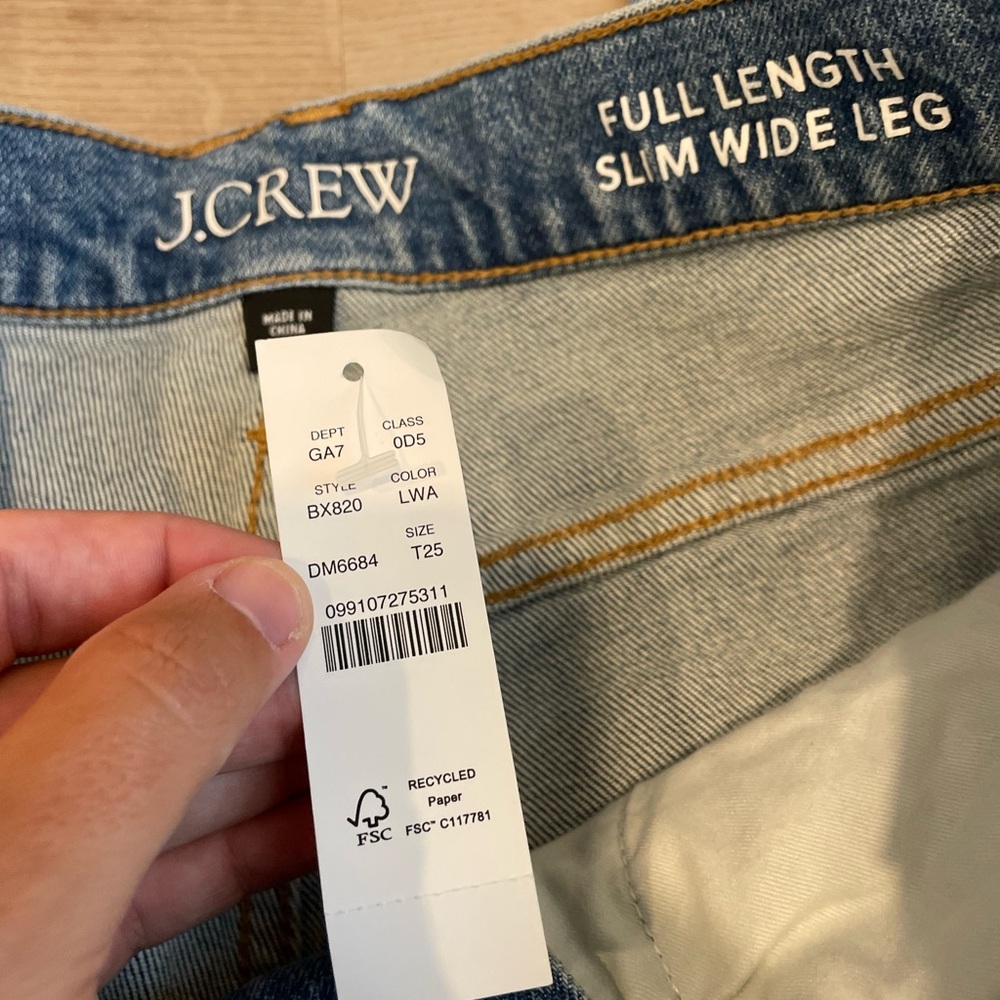 J.CREW
FULL LENGTH
SLIM WIDE LEG
MADE IN
CHINA
DEPT CLASS
GA7 0D5
STYLE COLOR
BX820 LWA
SIZE
DM6684 T25
099107275311
RECYCLED
Paper
FSC™ FSC™ C117781